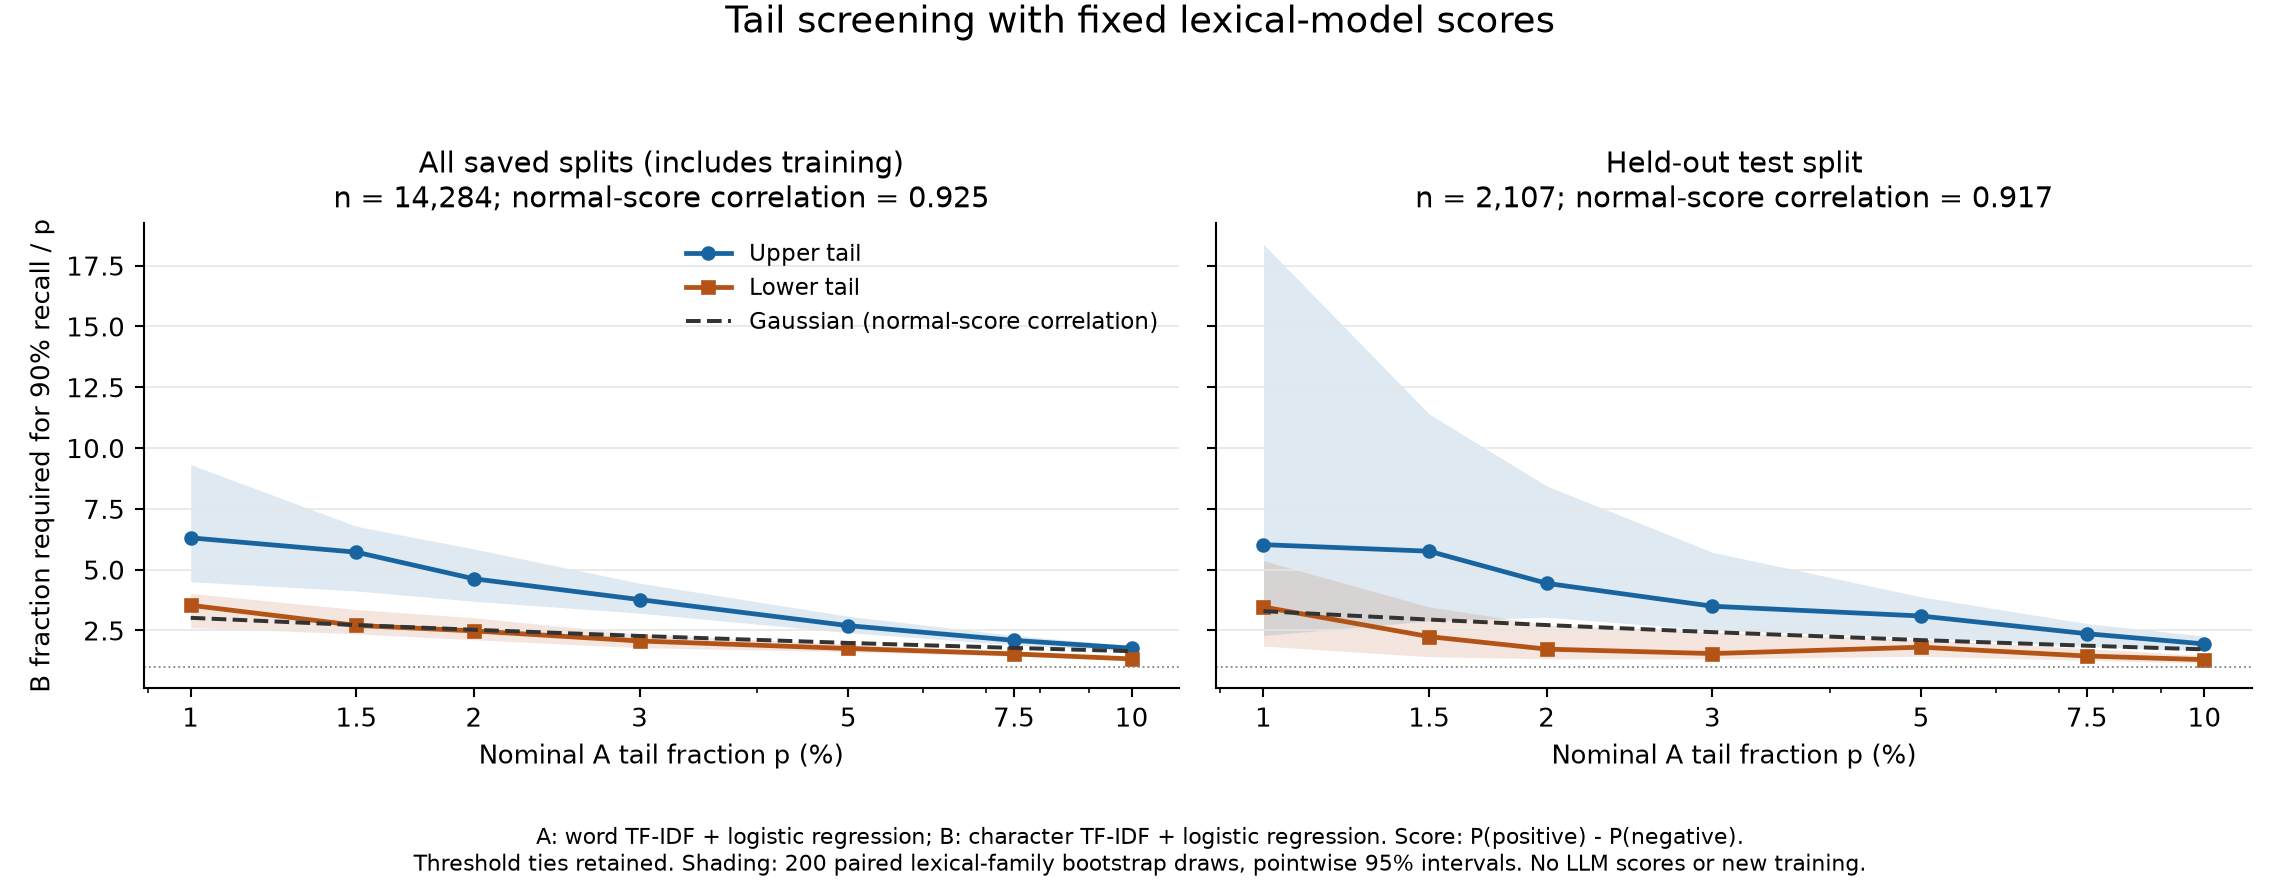 Tail screening with fixed lexical-model scores
All saved splits (includes training)
n = 14,284; normal-score correlation = 0.925
Held-out test split
n = 2,107; normal-score correlation = 0.917
B fraction required for 90% recall / p
17.5
15.0
12.5
10.0
7.5
5.0
2.5
Upper tail
Lower tail
Gaussian (normal-score correlation)
1 1.5 2 3 5 7.5 10
Nominal A tail fraction p (%)
1 1.5 2 3 5 7.5 10
Nominal A tail fraction p (%)
A: word TF-IDF + logistic regression; B: character TF-IDF + logistic regression. Score: P(positive) - P(negative).
Threshold ties retained. Shading: 200 paired lexical-family bootstrap draws, pointwise 95% intervals. No LLM scores or new training.